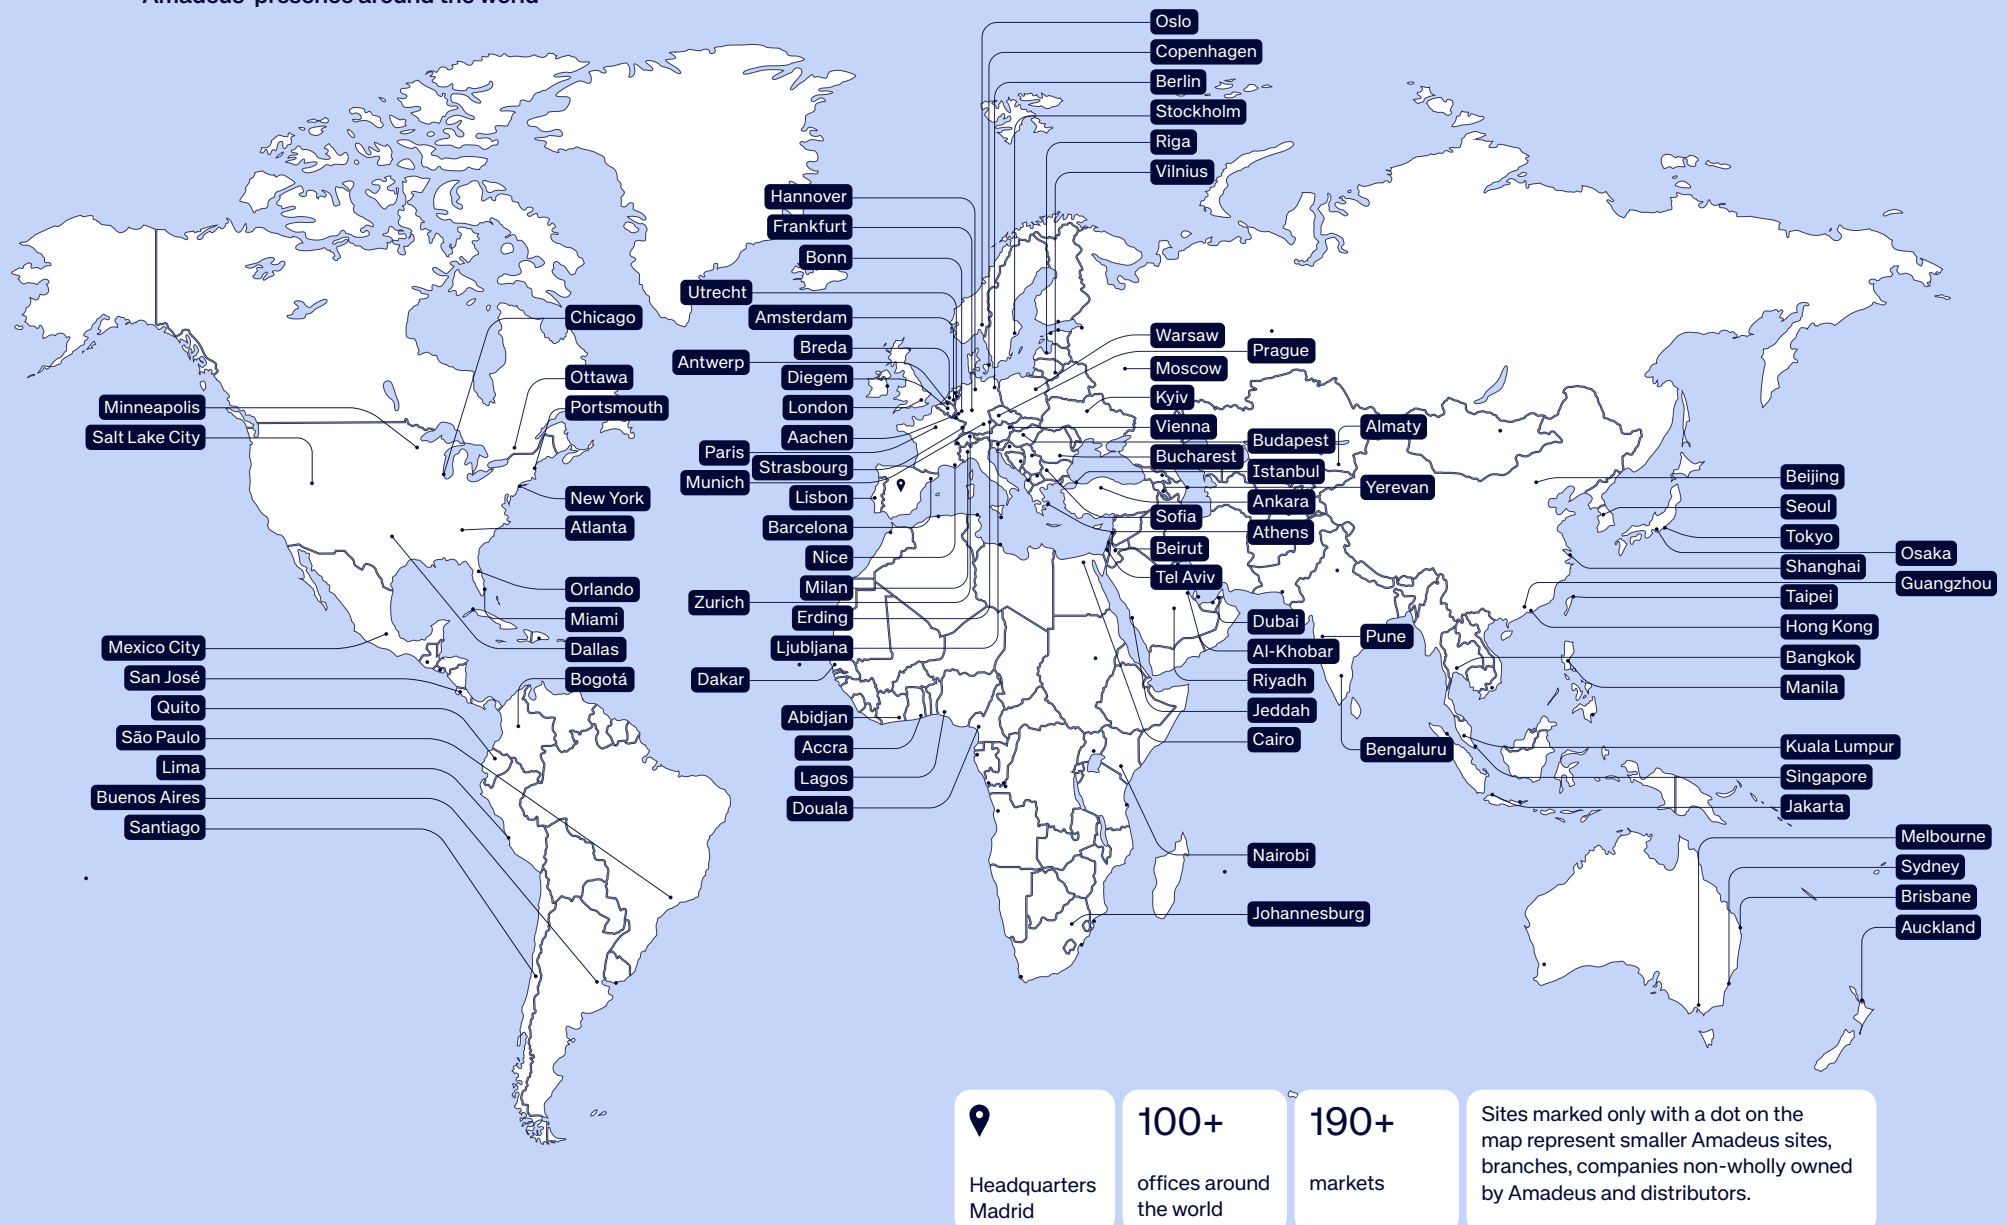 Amadeus' presence around the world
Oslo
Copenhagen
Berlin
Stockholm
Riga
Vilnius
Hannover
Frankfurt
Bonn
Utrecht
Amsterdam
Breda
Antwerp
Diegem
London
Aachen
Paris
Strasbourg
Munich
Lisbon
Barcelona
Nice
Milan
Zurich
Erding
Ljubljana
Dakar
Abidjan
Accra
Lagos
Douala
Chicago
Ottawa
Portsmouth
Minneapolis
Salt Lake City
New York
Atlanta
Orlando
Miami
Dallas
Bogotá
Mexico City
San José
Quito
São Paulo
Lima
Buenos Aires
Santiago
Warsaw
Prague
Moscow
Kyiv
Vienna
Budapest
Almaty
Bucharest
Istanbul
Yerevan
Ankara
Sofia
Athens
Beirut
Tel Aviv
Dubai
Pune
Al-Khobar
Riyadh
Jeddah
Cairo
Bengaluru
Nairobi
Johannesburg
Beijing
Seoul
Tokyo
Osaka
Shanghai
Guangzhou
Taipei
Hong Kong
Bangkok
Manila
Kuala Lumpur
Singapore
Jakarta
Melbourne
Sydney
Brisbane
Auckland
Headquarters
Madrid
100+
offices around
the world
190+
markets
Sites marked only with a dot on the
map represent smaller Amadeus sites,
branches, companies non-wholly owned
by Amadeus and distributors.